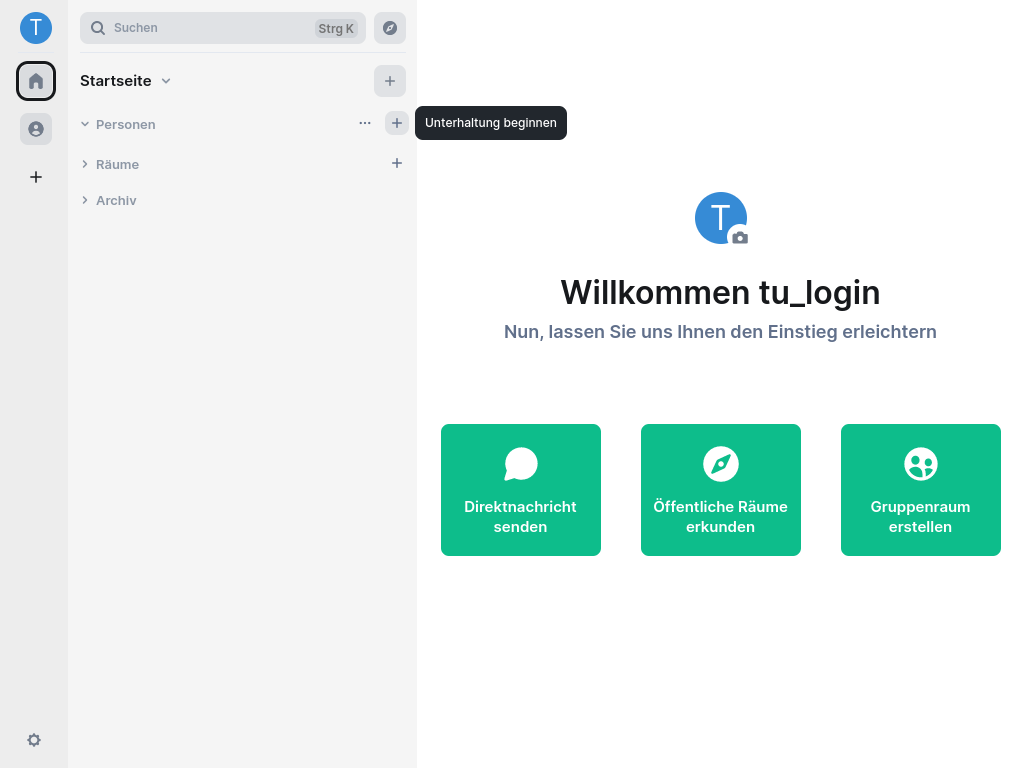 T
Suchen
Strg K
Startseite
Personen
Unterhaltung beginnen
Räume
Archiv
T
Willkommen tu_login
Nun, lassen Sie uns Ihnen den Einstieg erleichtern
Direktnachricht
senden
Öffentliche Räume
erkunden
Gruppenraum
erstellen